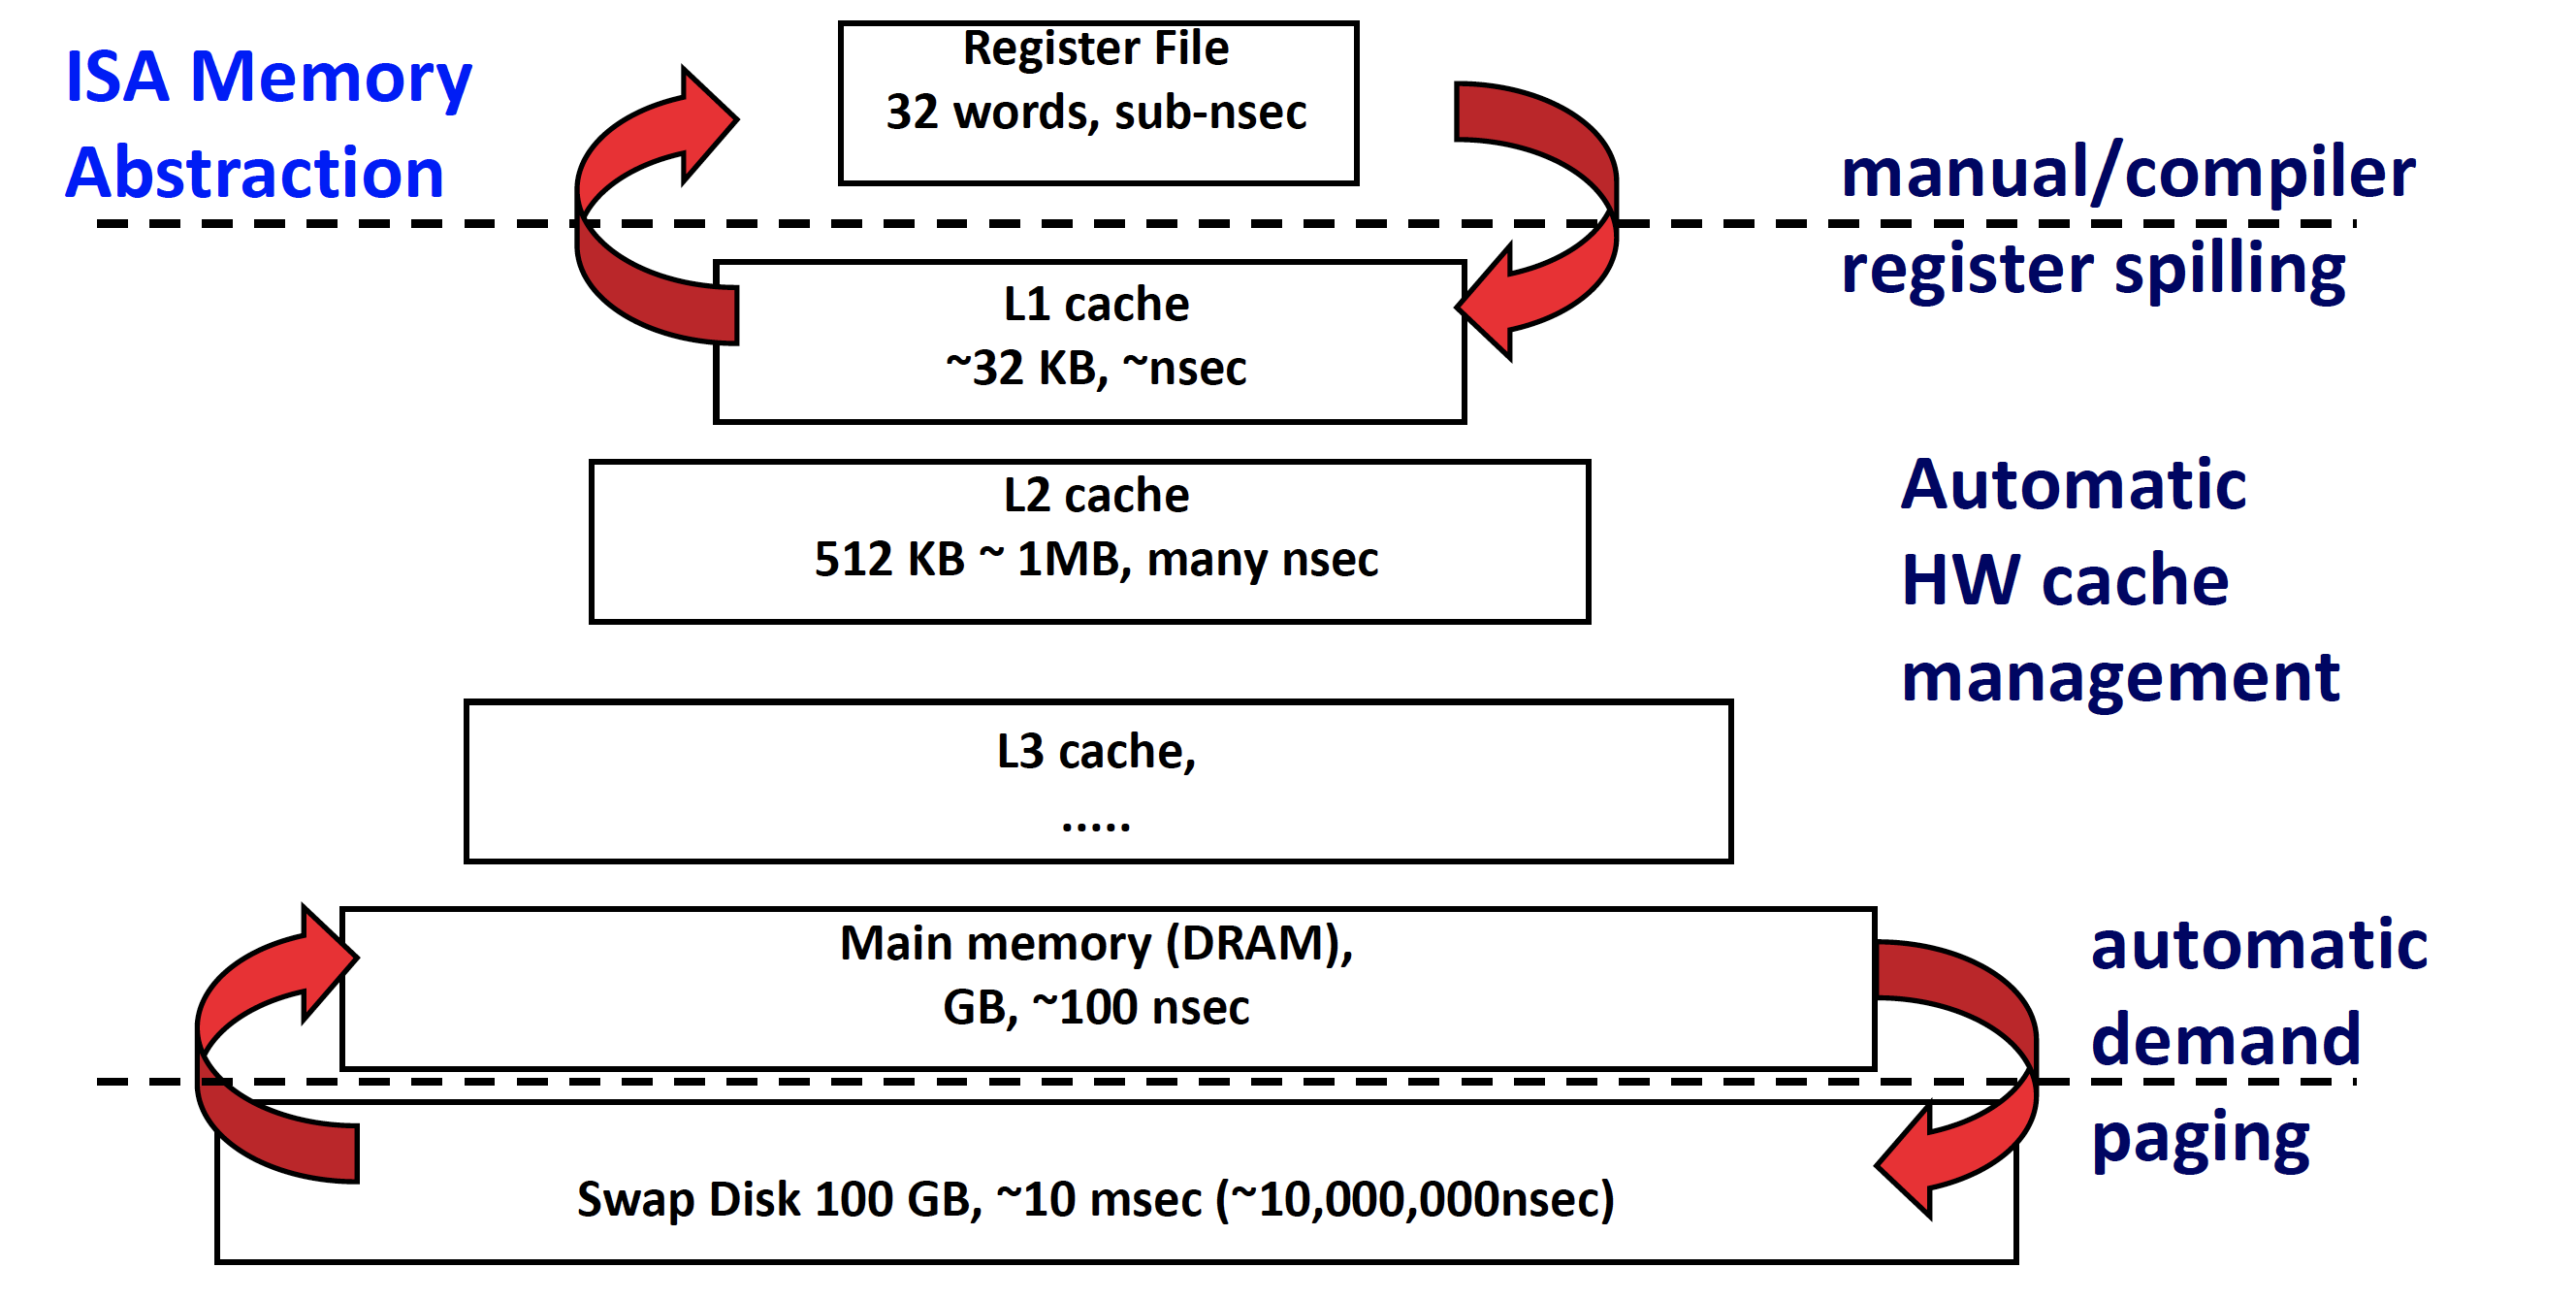 ISA Memory
Abstraction
Register File
32 words, sub-nsec
manual/compiler
register spilling
L1 cache
~32 KB, ~nsec
L2 cache
512 KB ~ 1MB, many nsec
Automatic
HW cache
management
L3 cache,
.....
Main memory (DRAM),
GB, ~100 nsec
automatic
demand
paging
Swap Disk 100 GB, ~10 msec (~10,000,000nsec)